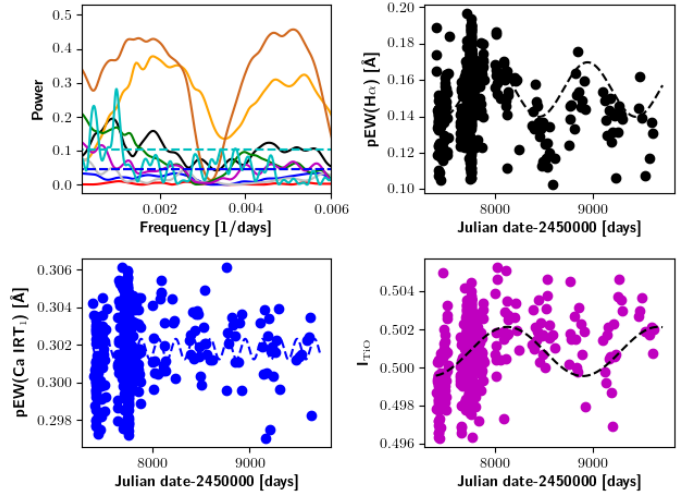 0.5
0.4
0.3
0.2
0.1
0.0
Power
0.002 0.004 0.006
Frequency [1/days]
0.20
0.18
0.16
0.14
0.12
0.10
pEW(Hα) [Å]
8000 9000
Julian date-2450000 [days]
0.306
0.304
0.302
0.300
0.298
pEW(Ca IRT₁) [Å]
8000 9000
Julian date-2450000 [days]
0.504
0.502
0.500
0.498
0.496
I_TiO
8000 9000
Julian date-2450000 [days]